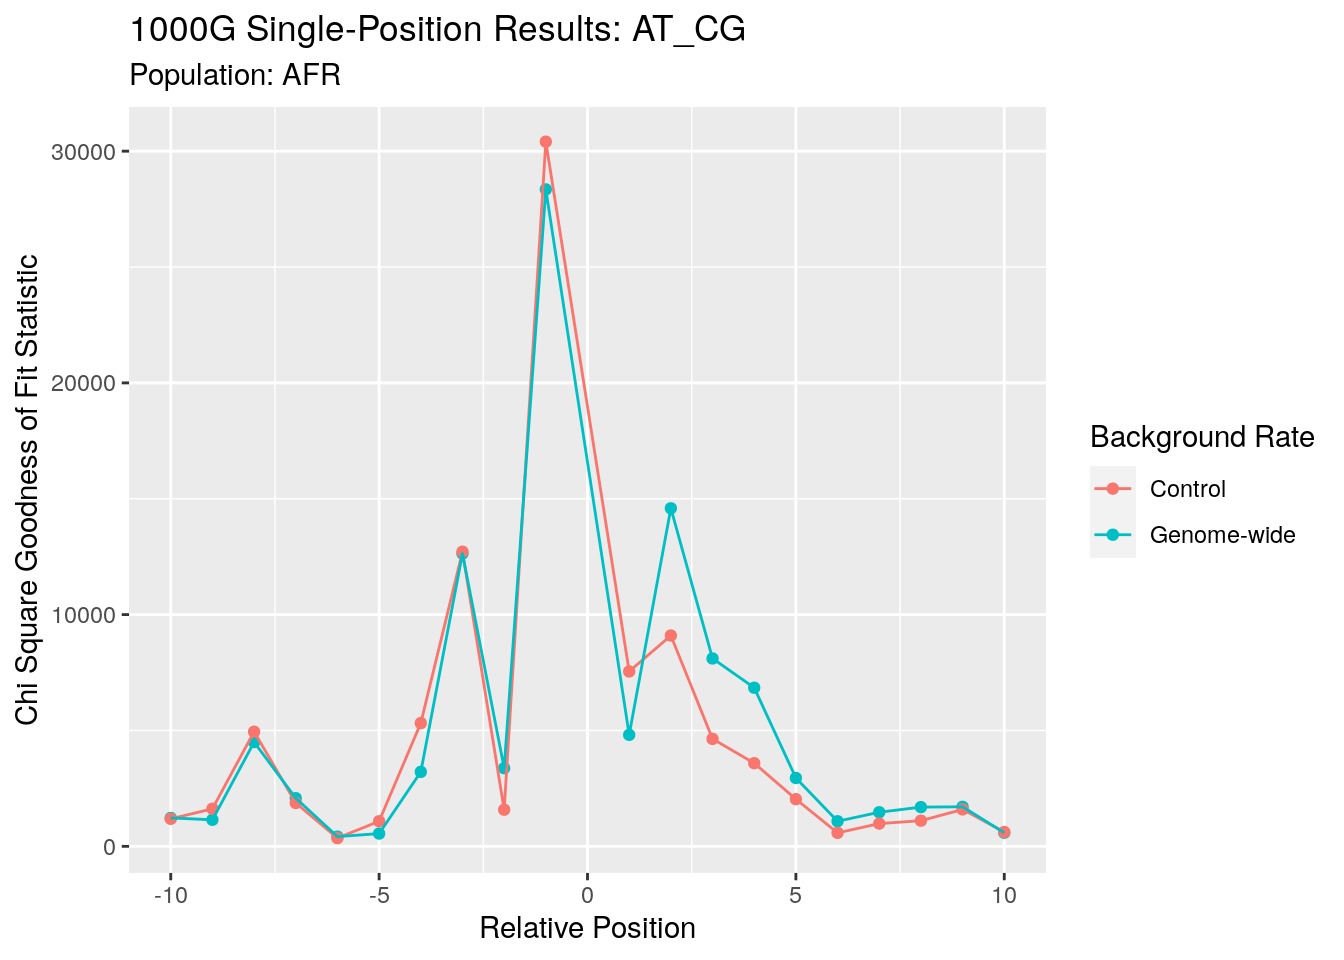 1000G Single-Position Results: AT_CG
Population: AFR
Chi Square Goodness of Fit Statistic
30000
20000
10000
0
-10
-5
0
5
10
Relative Position
Background Rate
Control
Genome-wide